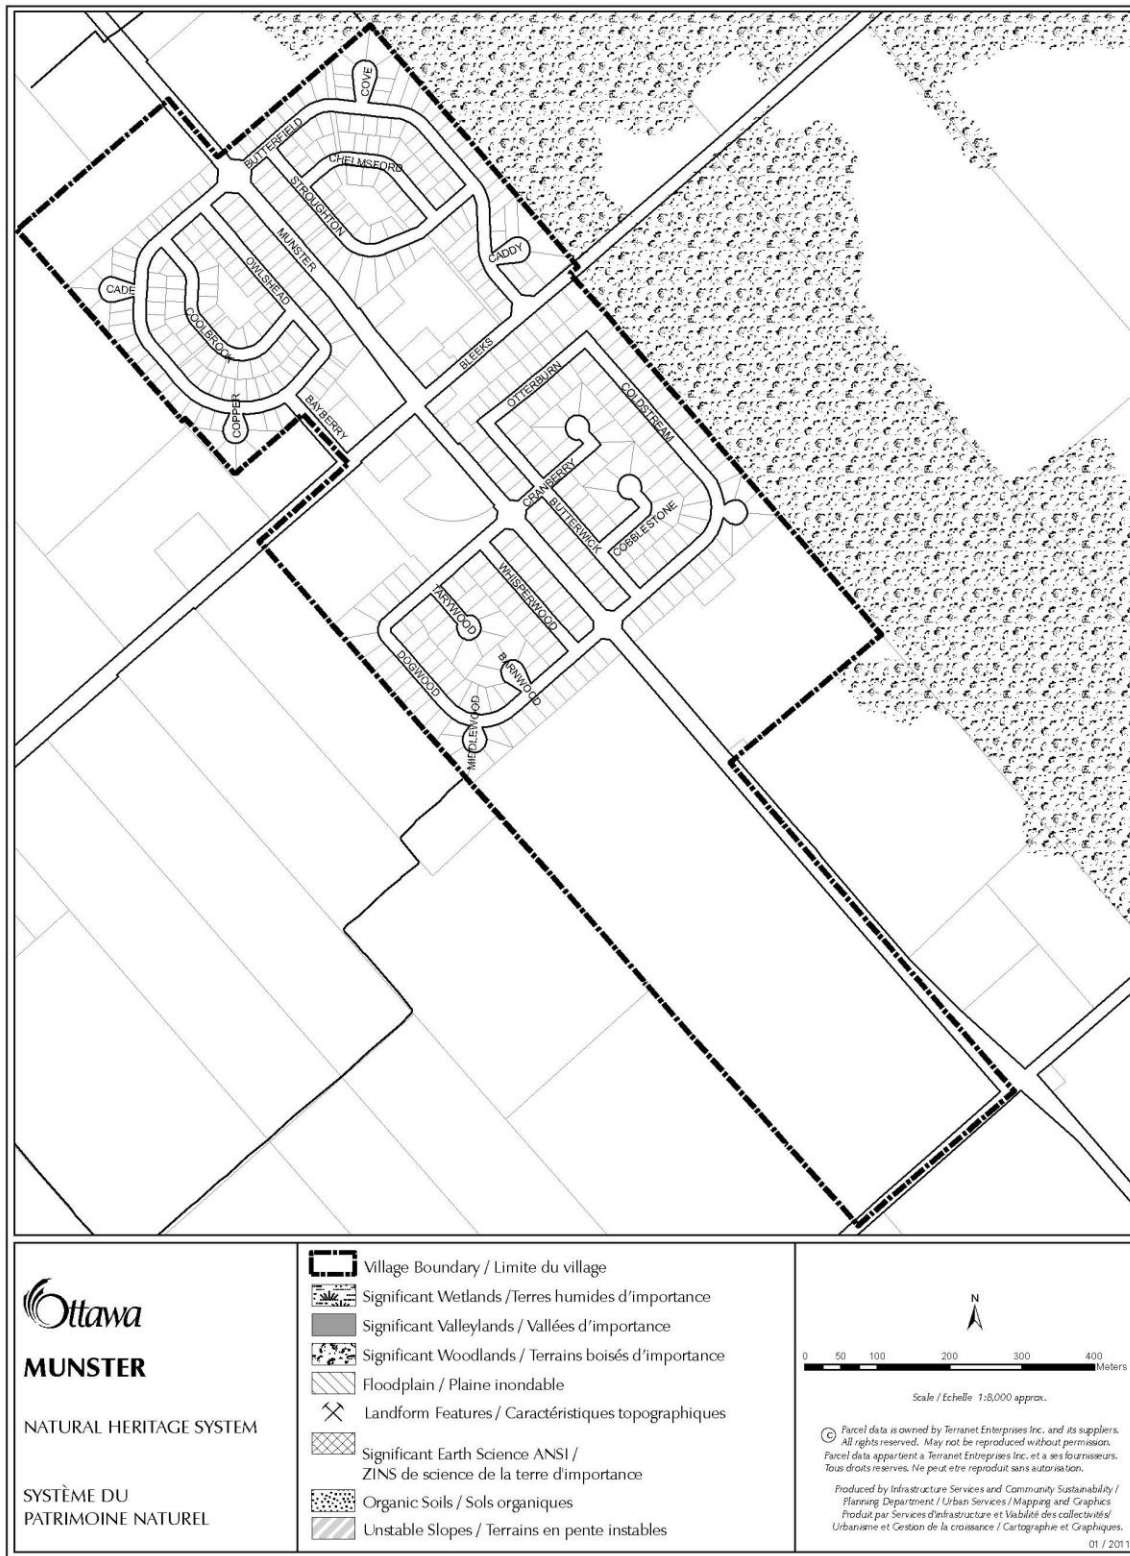 COVE
BUTTERFIELD
CHELMSFORD
STROUGHTON
MUNSTER
CADDY
OWLSHEAD
CADE
COOLBROOK
COPPER
BAYBERRY
BLEEKS
OTTERBURN
COLDSTREAM
CRANBERRY
BUTTERWICK
COBBLESTONE
WHISPERWOOD
TARYWOOD
DOGWOOD
BARNWOOD
MIDDLEWOOD
Ottawa
MUNSTER
NATURAL HERITAGE SYSTEM
SYSTÈME DU
PATRIMOINE NATUREL
Village Boundary / Limite du village
Significant Wetlands /Terres humides d'importance
Significant Valleylands / Vallées d'importance
Significant Woodlands / Terrains boisés d'importance
Floodplain / Plaine inondable
Landform Features / Caractéristiques topographiques
Significant Earth Science ANSI /
ZINS de science de la terre d'importance
Organic Soils / Sols organiques
Unstable Slopes / Terrains en pente instables
N
0 50 100 200 300 400
Meters
Scale / Echelle 1:8,000 approx.
© Parcel data is owned by Terranet Enterprises Inc. and its suppliers.
All rights reserved. May not be reproduced without permission.
Parcel data appartient a Terranet Entreprises Inc. et a ses fournisseurs.
Tous droits reserves. Ne peut etre reproduit sans autorisation.
Produced by Infrastructure Services and Community Sustainability /
Planning Department / Urban Services / Mapping and Graphics
Produit par Services d'infrastructure et Viabilité des collectivités/
Urbanisme et Gestion de la croissance / Cartographie et Graphiques.
01 / 2011